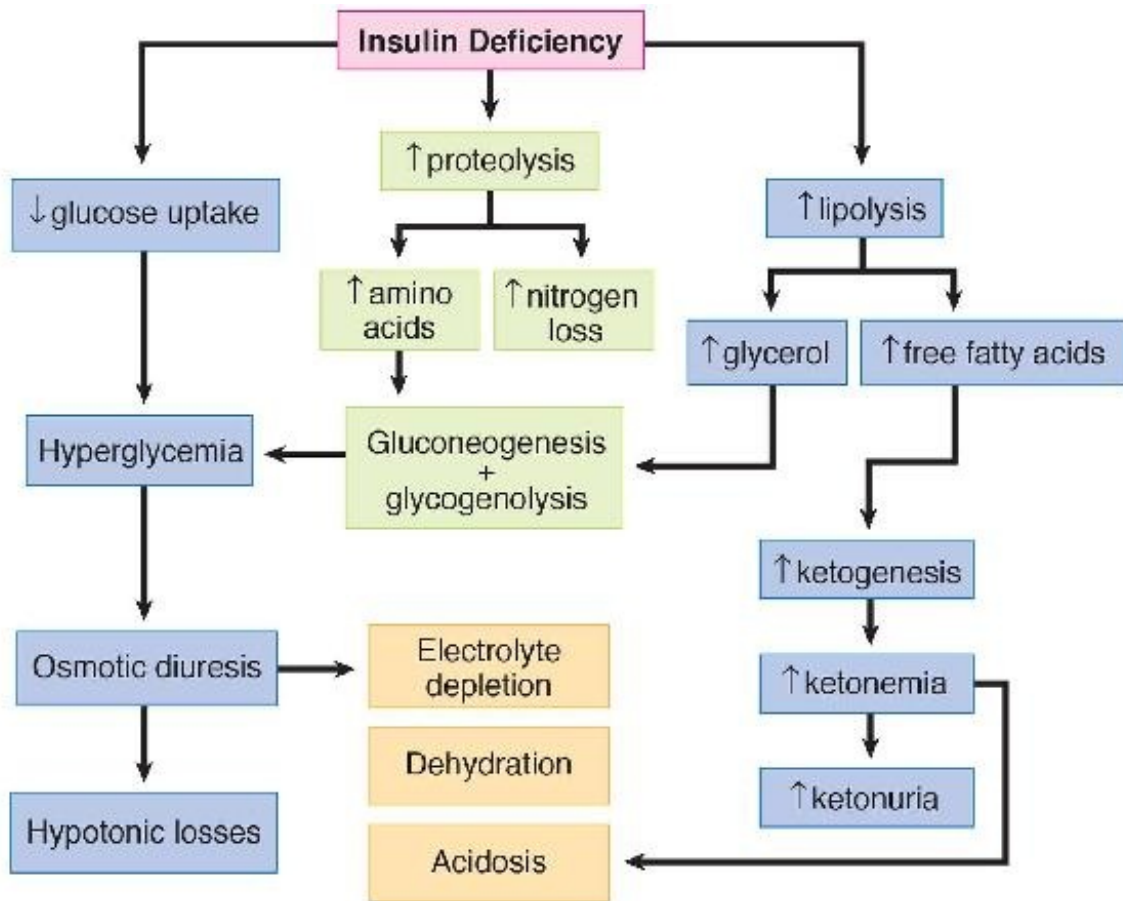 Insulin Deficiency
↑proteolysis
↓glucose uptake
↑lipolysis
↑amino
acids
↑nitrogen
loss
↑glycerol
↑free fatty acids
Hyperglycemia
Gluconeogenesis
+
glycogenolysis
↑ketogenesis
Osmotic diuresis
Electrolyte
depletion
↑ketonemia
Dehydration
↑ketonuria
Hypotonic losses
Acidosis